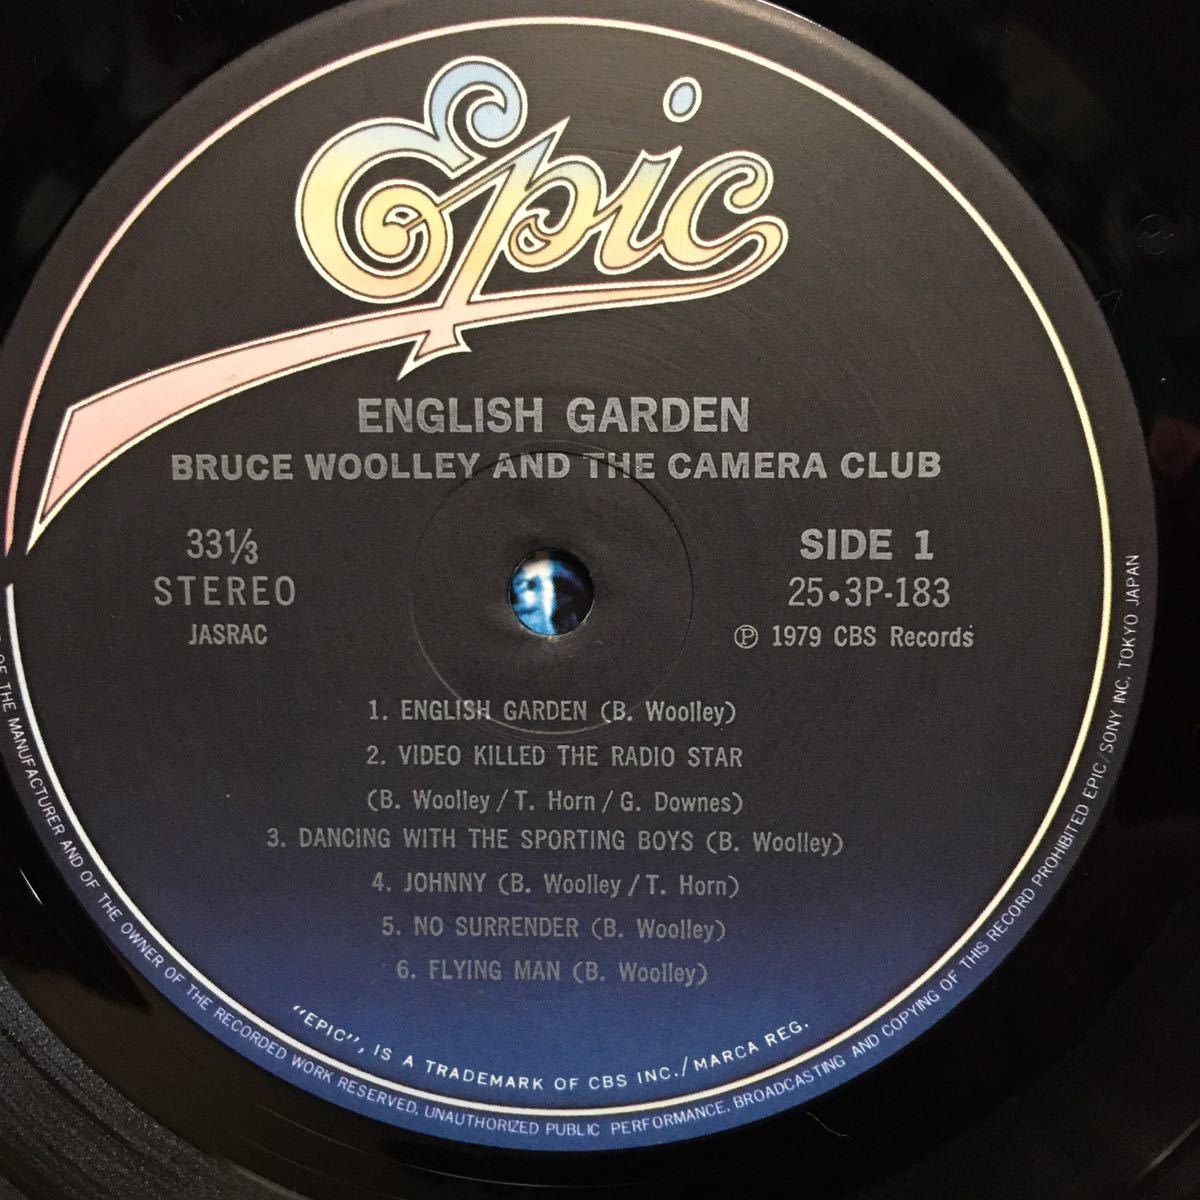 Epic
ENGLISH GARDEN
BRUCE WOOLLEY AND THE CAMERA CLUB
33⅓
STEREO
JASRAC
SIDE 1
25•3P-183
Ⓟ 1979 CBS Records
1. ENGLISH GARDEN (B. Woolley)
2. VIDEO KILLED THE RADIO STAR
(B. Woolley/T. Horn/G. Downes)
3. DANCING WITH THE SPORTING BOYS (B. Woolley)
4. JOHNNY (B. Woolley/T. Horn)
5. NO SURRENDER (B. Woolley)
6. FLYING MAN (B. Woolley)
"EPIC", IS A TRADEMARK OF CBS INC./MARCA REG.
OF THE MANUFACTURER AND OF THE OWNER OF THE RECORDED WORK RESERVED. UNAUTHORIZED PUBLIC PERFORMANCE, BROADCASTING AND COPYING OF THIS RECORD PROHIBITED EPIC/SONY INC. TOKYO JAPAN